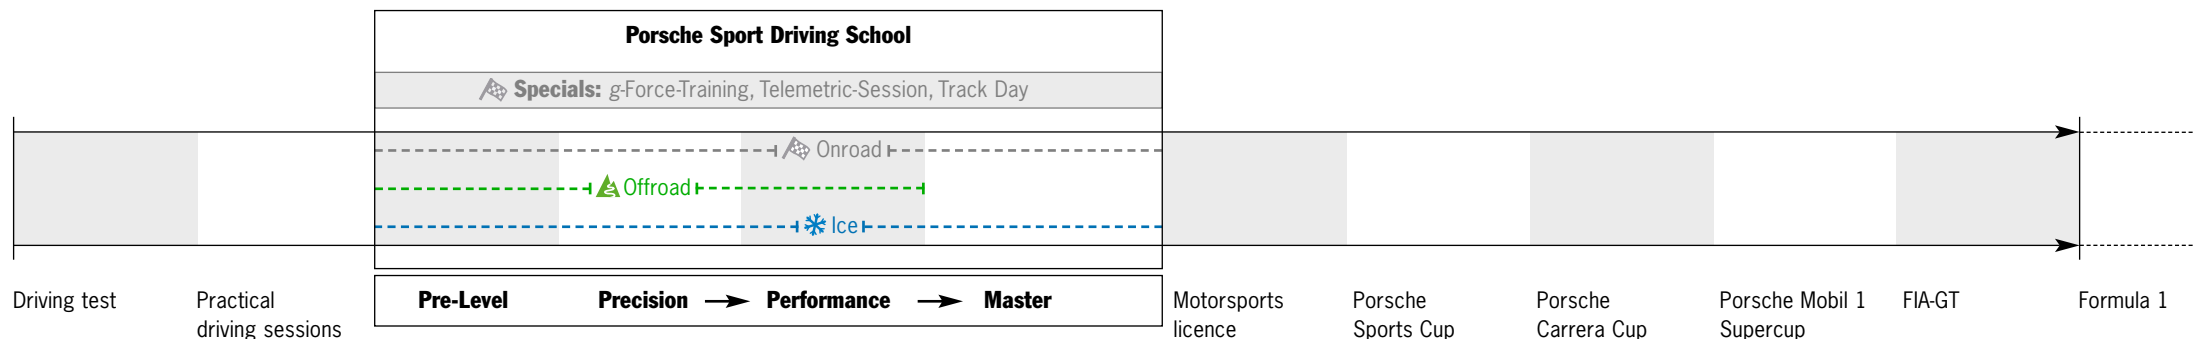 Porsche Sport Driving School
Specials: g-Force-Training, Telemetric-Session, Track Day
Onroad
Offroad
Ice
Driving test
Practical
driving sessions
Pre-Level
Precision
Performance
Master
Motorsports
licence
Porsche
Sports Cup
Porsche
Carrera Cup
Porsche Mobil 1
Supercup
FIA-GT
Formula 1